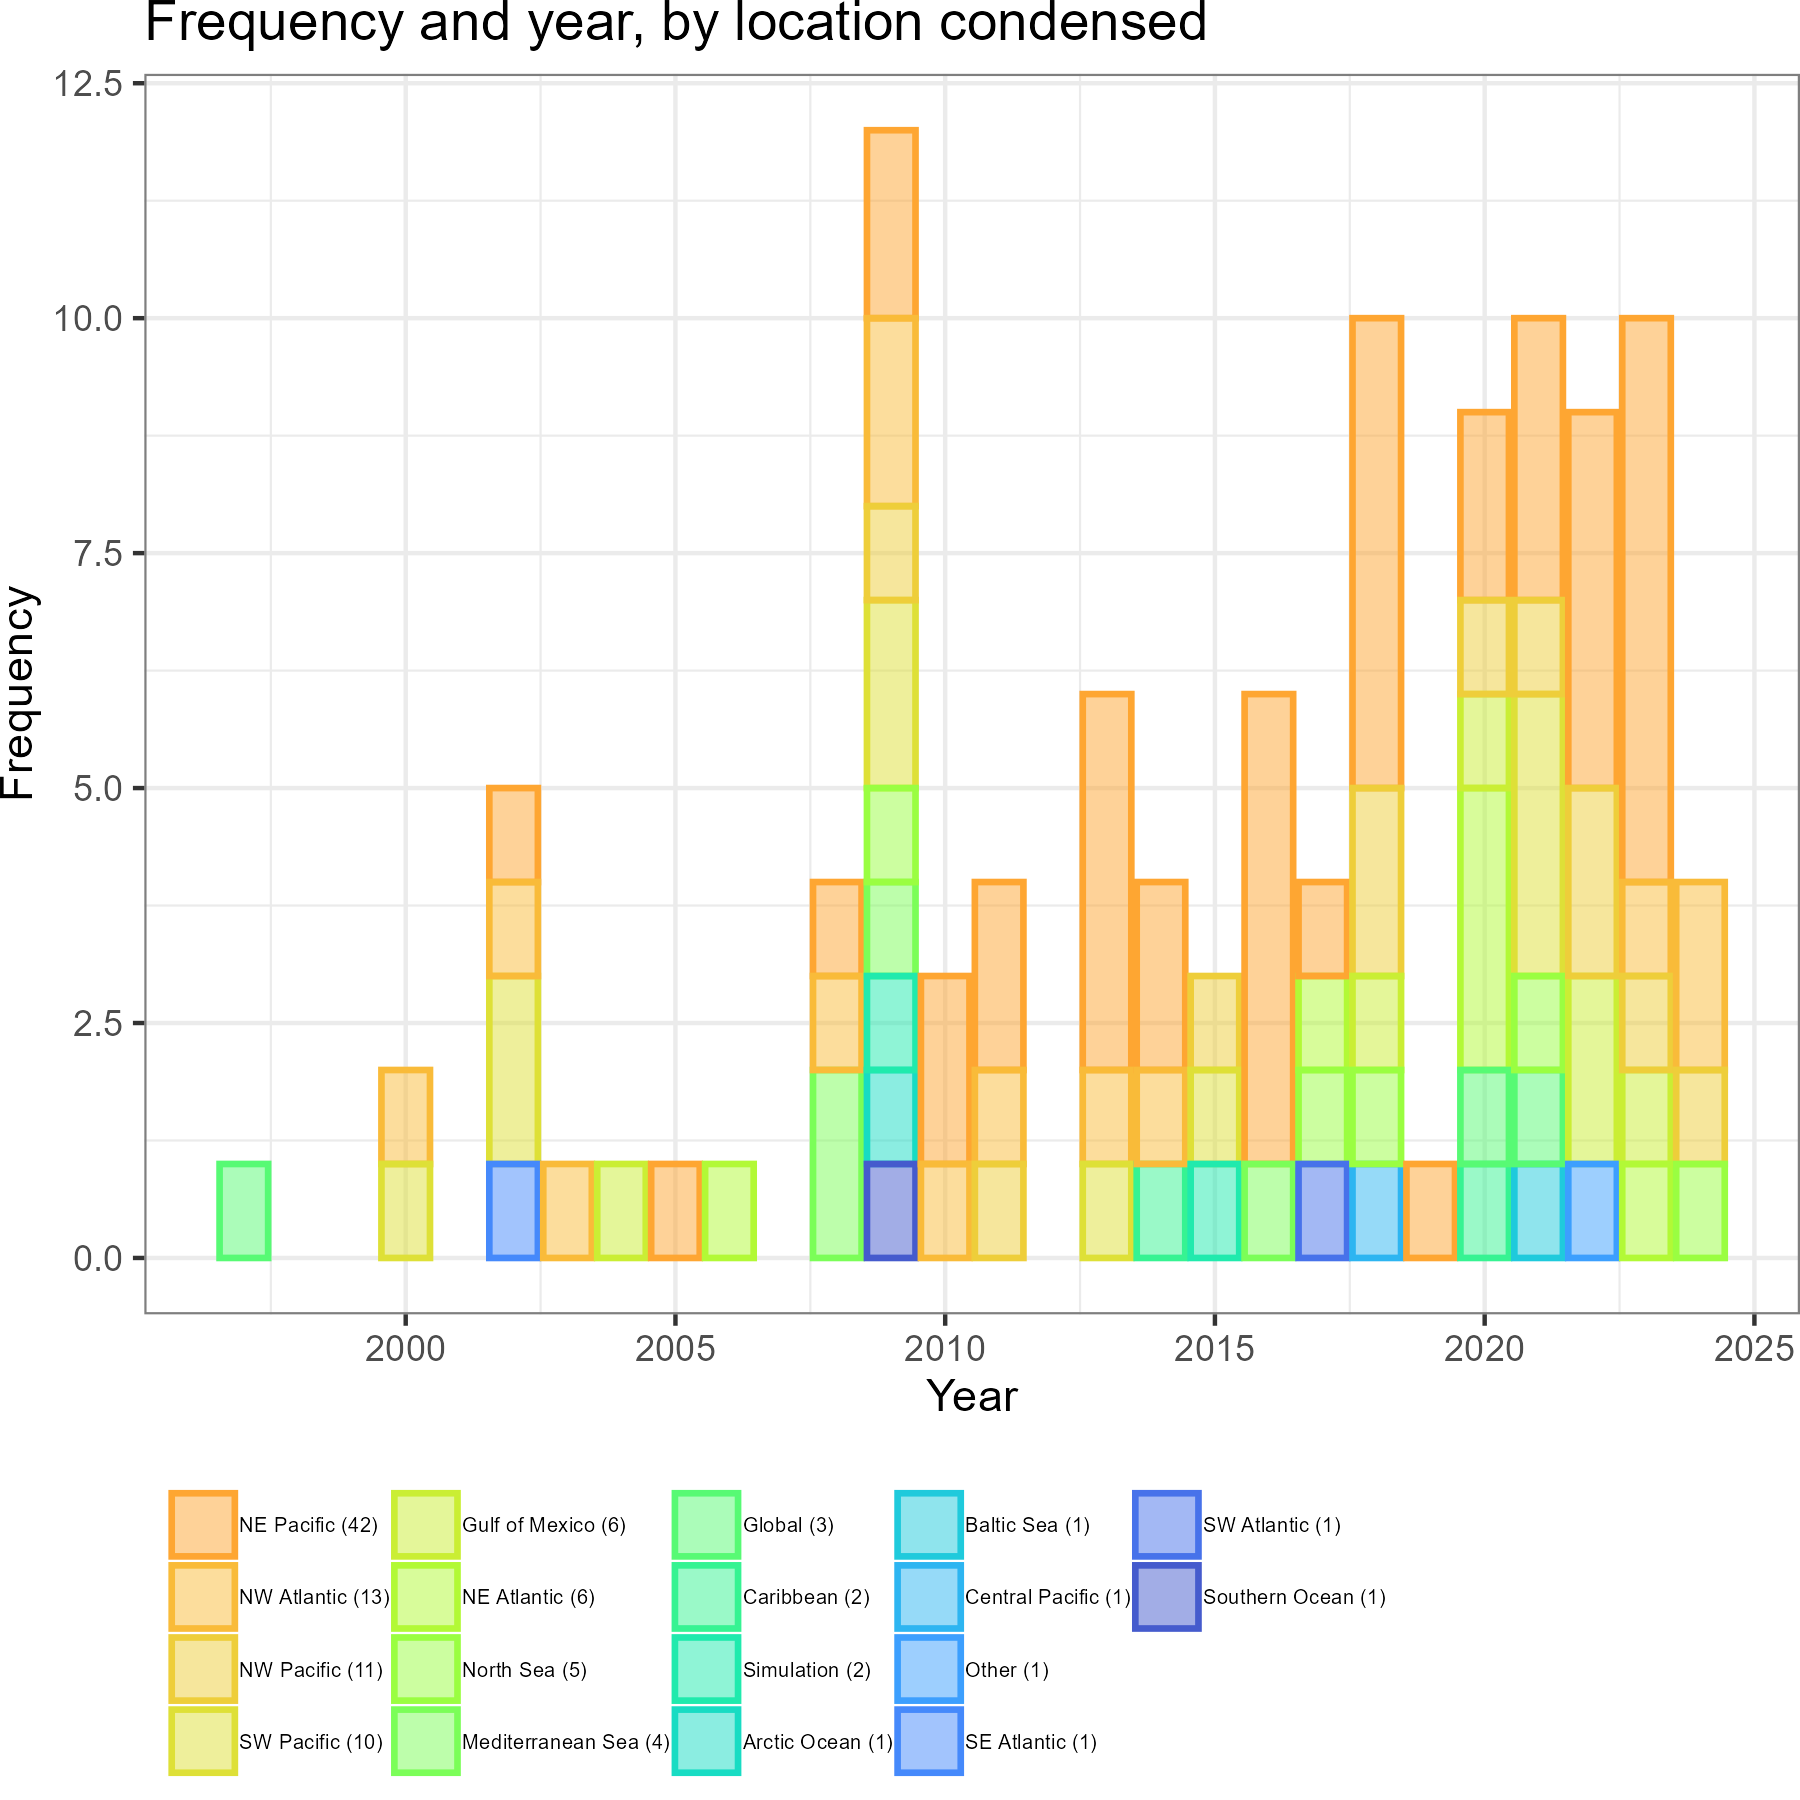 Frequency and year, by location condensed
12.5
10.0
7.5
5.0
2.5
0.0
Frequency
2000 2005 2010 2015 2020 2025
Year
NE Pacific (42) Gulf of Mexico (6) Global (3) Baltic Sea (1) SW Atlantic (1)
NW Atlantic (13) NE Atlantic (6) Caribbean (2) Central Pacific (1) Southern Ocean (1)
NW Pacific (11) North Sea (5) Simulation (2) Other (1)
SW Pacific (10) Mediterranean Sea (4) Arctic Ocean (1) SE Atlantic (1)